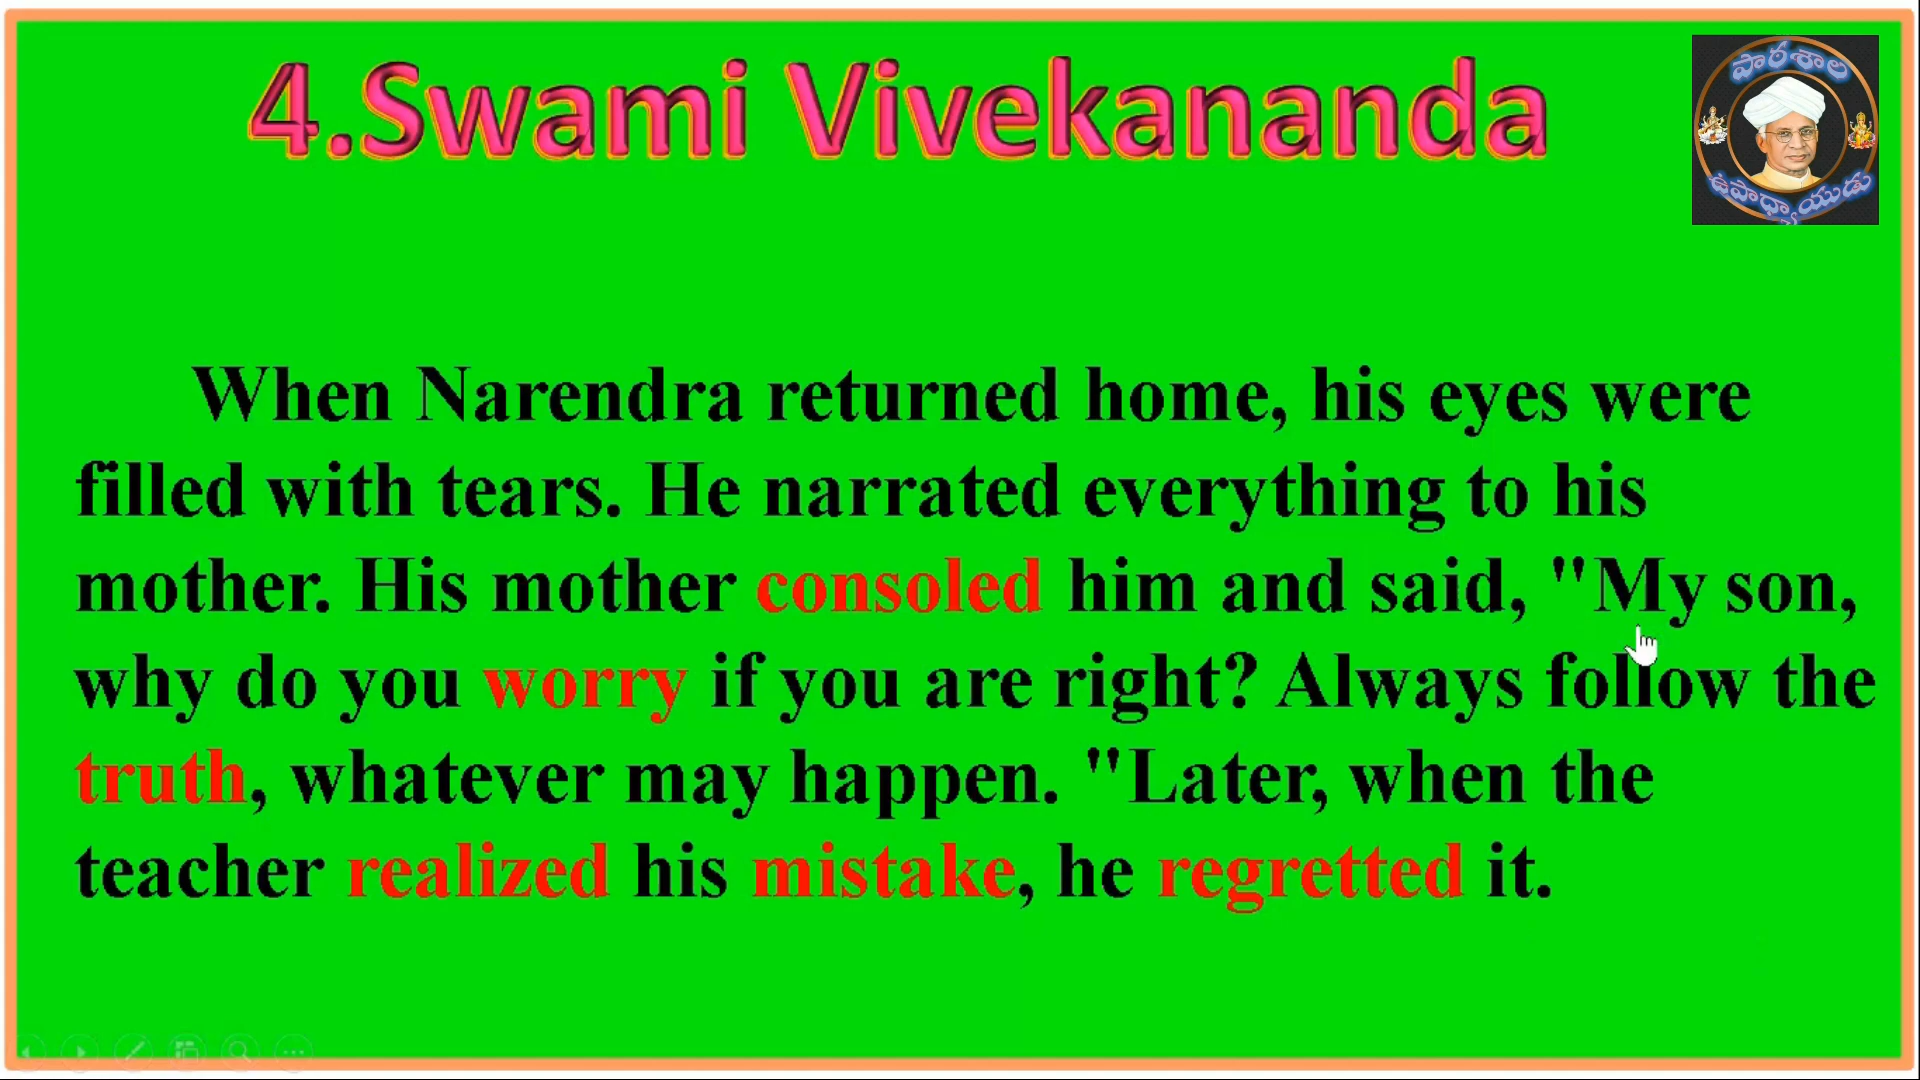 4.Swami Vivekananda
పాఠశాల
ఉపాధ్యాయుడు
When Narendra returned home, his eyes were
filled with tears. He narrated everything to his
mother. His mother consoled him and said, "My son,
why do you worry if you are right? Always follow the
truth, whatever may happen. "Later, when the
teacher realized his mistake, he regretted it.